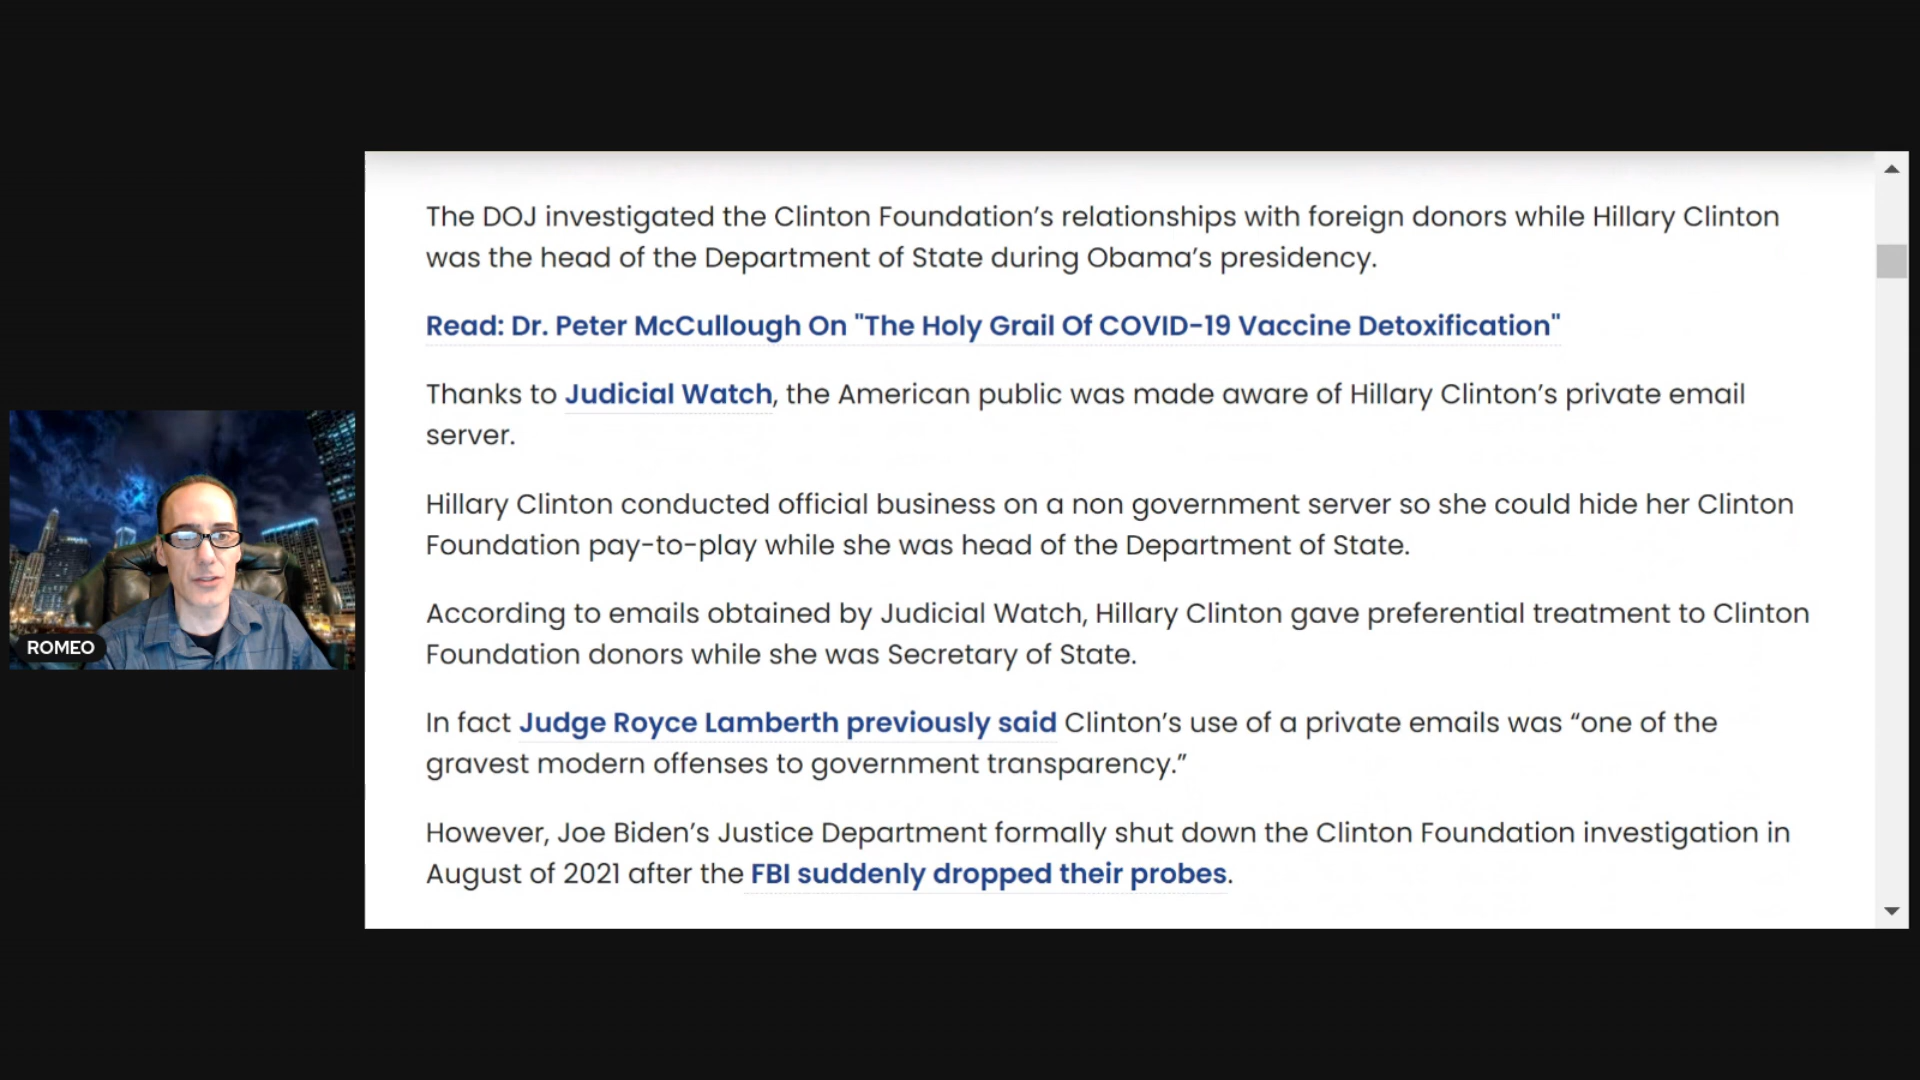 The DOJ investigated the Clinton Foundation’s relationships with foreign donors while Hillary Clinton
was the head of the Department of State during Obama’s presidency.
Read: Dr. Peter McCullough On "The Holy Grail Of COVID-19 Vaccine Detoxification"
Thanks to Judicial Watch, the American public was made aware of Hillary Clinton’s private email
server.
Hillary Clinton conducted official business on a non government server so she could hide her Clinton
Foundation pay-to-play while she was head of the Department of State.
According to emails obtained by Judicial Watch, Hillary Clinton gave preferential treatment to Clinton
Foundation donors while she was Secretary of State.
In fact Judge Royce Lamberth previously said Clinton’s use of a private emails was “one of the
gravest modern offenses to government transparency.”
However, Joe Biden’s Justice Department formally shut down the Clinton Foundation investigation in
August of 2021 after the FBI suddenly dropped their probes.
ROMEO